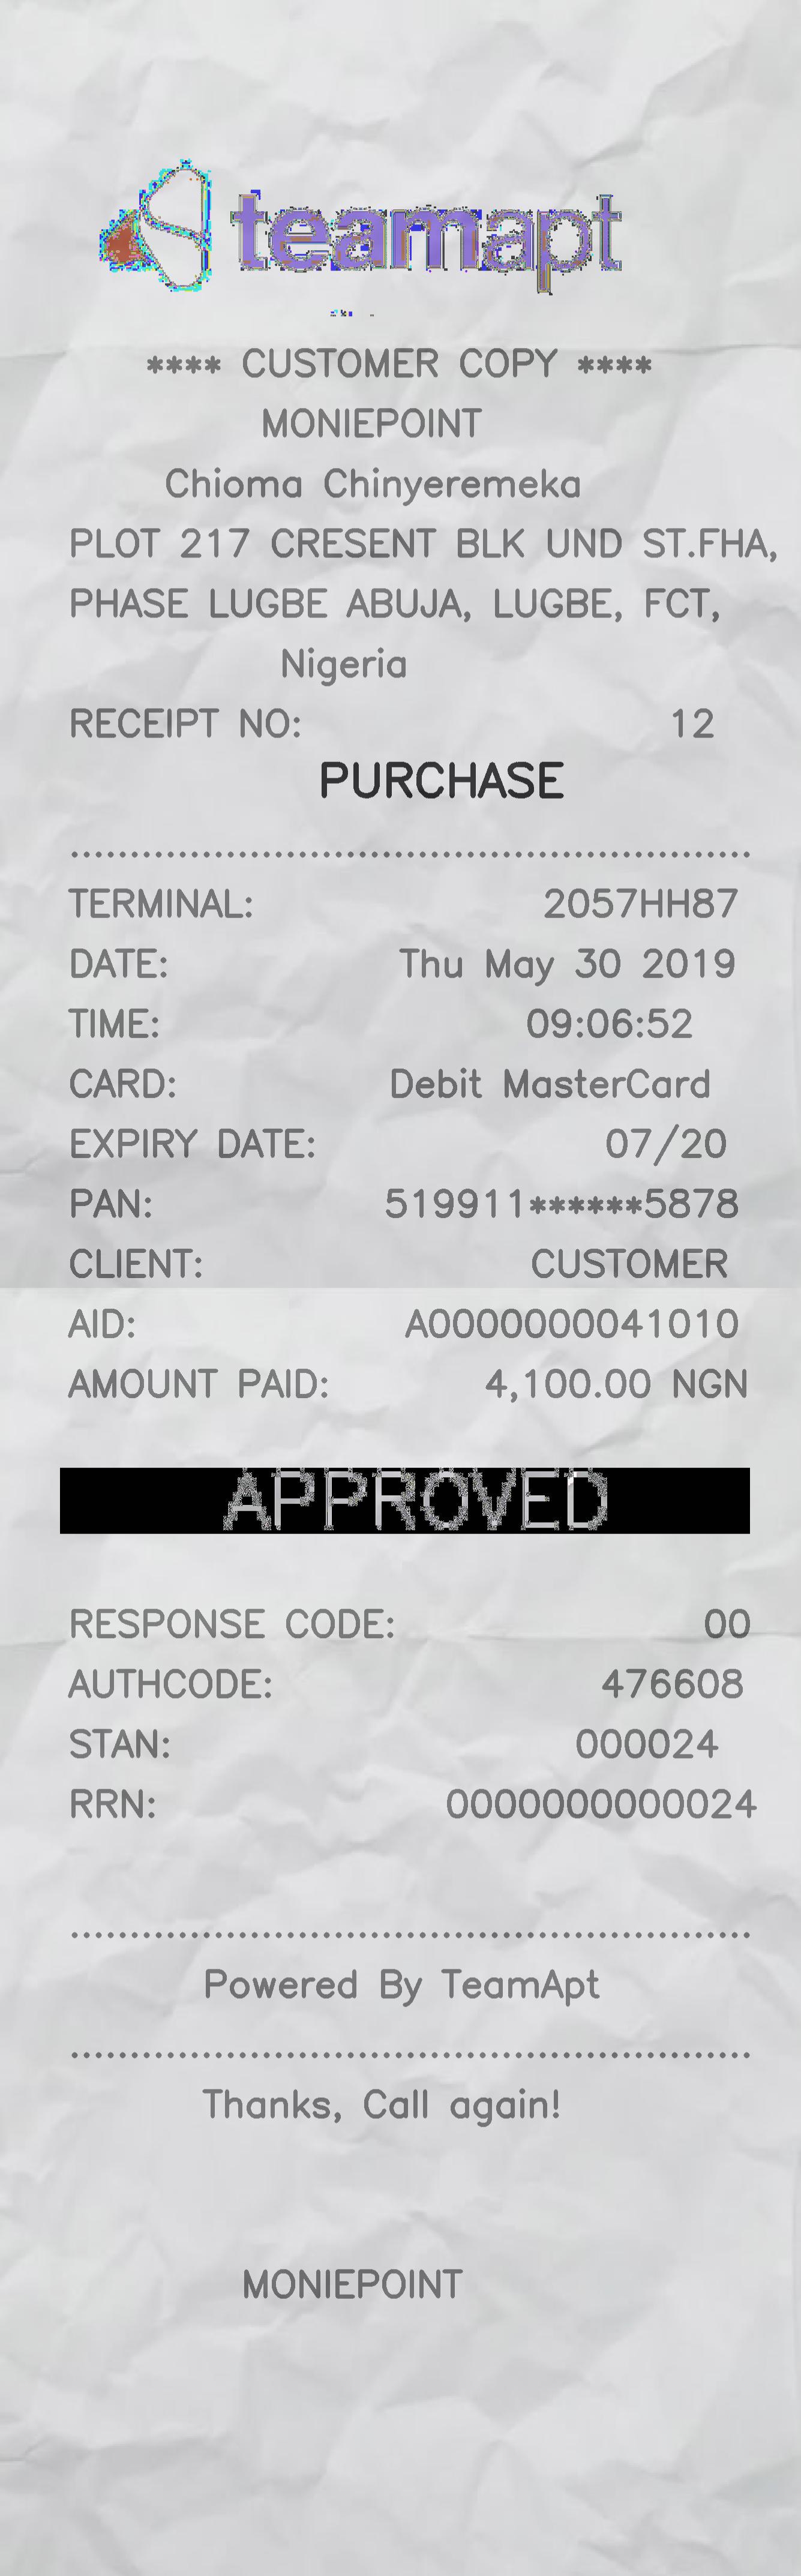 teamapt
**** CUSTOMER COPY ****
MONIEPOINT
Chioma Chinyeremeka
PLOT 217 CRESENT BLK UND ST.FHA,
PHASE LUGBE ABUJA, LUGBE, FCT,
Nigeria
RECEIPT NO: 12
PURCHASE
TERMINAL: 2057HH87
DATE: Thu May 30 2019
TIME: 09:06:52
CARD: Debit MasterCard
EXPIRY DATE: 07/20
PAN: 519911******5878
CLIENT: CUSTOMER
AID: A0000000041010
AMOUNT PAID: 4,100.00 NGN
APPROVED
RESPONSE CODE: 00
AUTHCODE: 476608
STAN: 000024
RRN: 0000000000024
Powered By TeamApt
Thanks, Call again!
MONIEPOINT